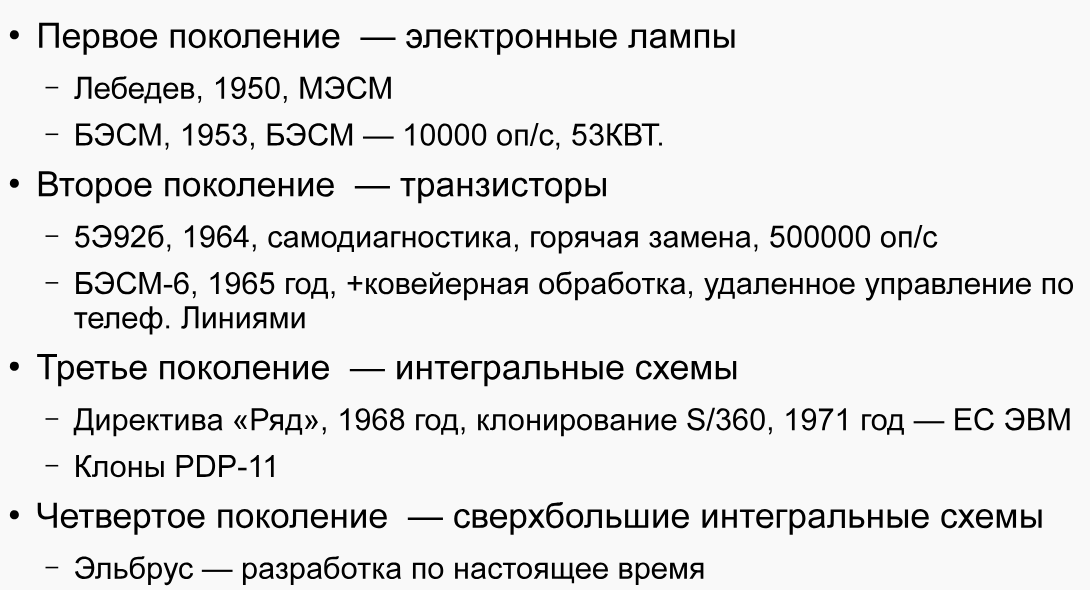 • Первое поколение — электронные лампы
– Лебедев, 1950, МЭСМ
– БЭСМ, 1953, БЭСМ — 10000 оп/с, 53КВТ.
• Второе поколение — транзисторы
– 5Э92б, 1964, самодиагностика, горячая замена, 500000 оп/с
– БЭСМ-6, 1965 год, +ковейерная обработка, удаленное управление по
телеф. Линиями
• Третье поколение — интегральные схемы
– Директива «Ряд», 1968 год, клонирование S/360, 1971 год — ЕС ЭВМ
– Клоны PDP-11
• Четвертое поколение — сверхбольшие интегральные схемы
– Эльбрус — разработка по настоящее время